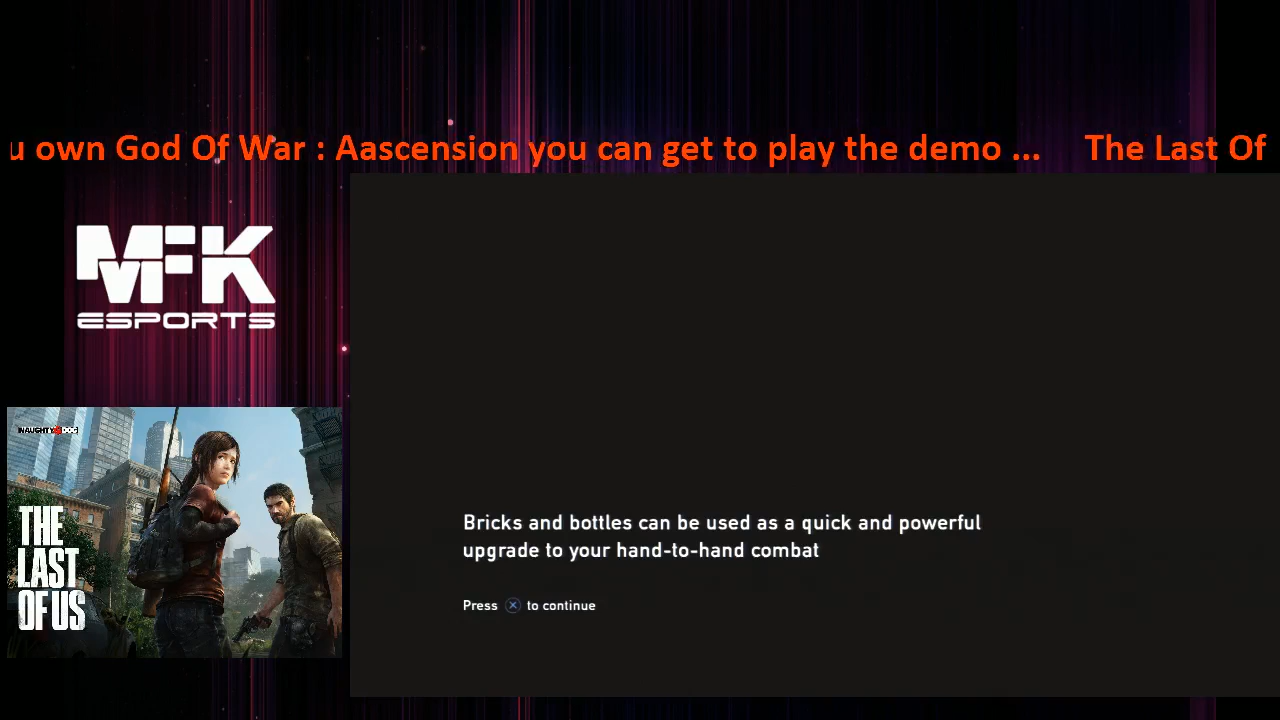 u own God Of War : Aascension you can get to play the demo ... The Last Of
MFK
ESPORTS
NAUGHTY DOG
THE
LAST
OF US
Bricks and bottles can be used as a quick and powerful
upgrade to your hand-to-hand combat
Press ⓧ to continue